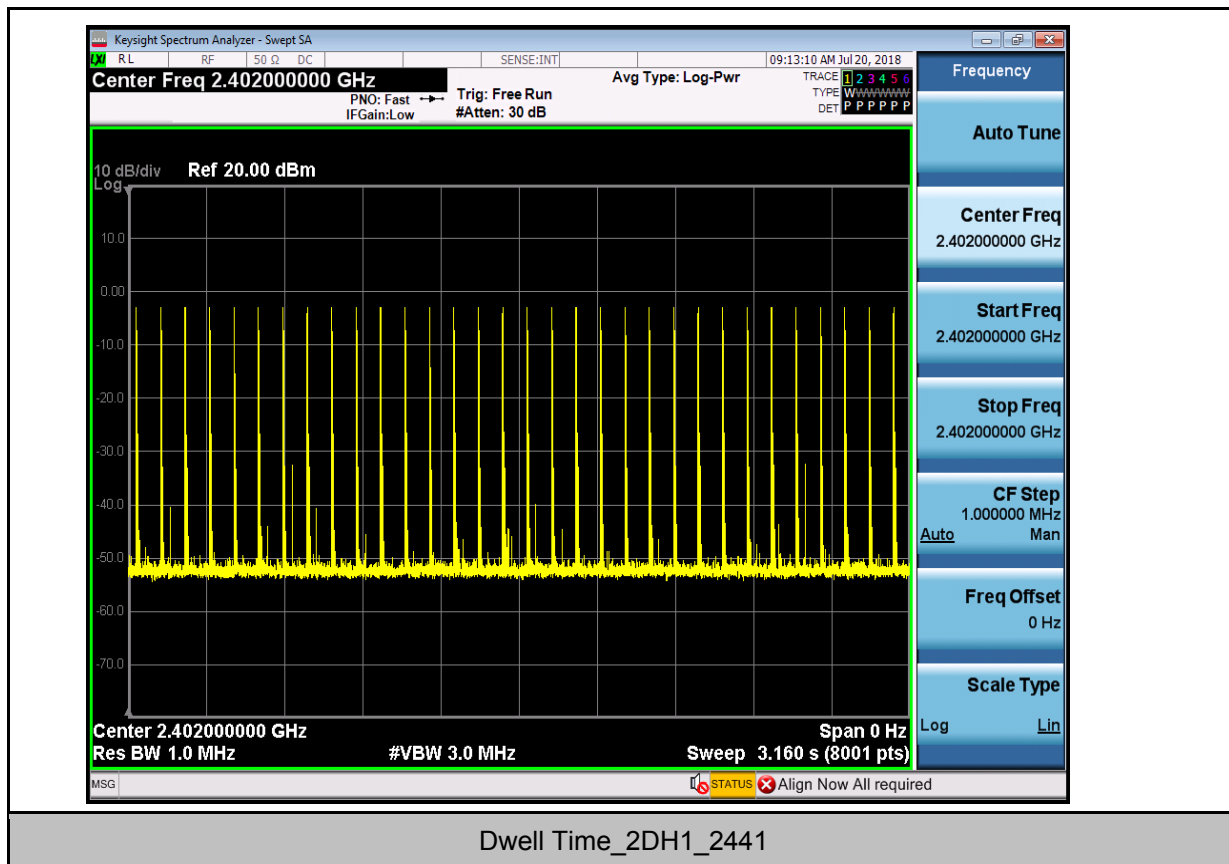 Keysight Spectrum Analyzer - Swept SA
LXI RL RF 50 Ω DC SENSE:INT 09:13:10 AM Jul 20, 2018
Center Freq 2.402000000 GHz
PNO: Fast
IFGain:Low
Trig: Free Run
#Atten: 30 dB
Avg Type: Log-Pwr
TRACE 1 2 3 4 5 6
TYPE WWWWWW
DET P P P P P P
10 dB/div Ref 20.00 dBm
Log
10.0
0.00
-10.0
-20.0
-30.0
-40.0
-50.0
-60.0
-70.0
Center 2.402000000 GHz Span 0 Hz
Res BW 1.0 MHz #VBW 3.0 MHz Sweep 3.160 s (8001 pts)
MSG STATUS Align Now All required
Frequency
Auto Tune
Center Freq
2.402000000 GHz
Start Freq
2.402000000 GHz
Stop Freq
2.402000000 GHz
CF Step
1.000000 MHz
Auto Man
Freq Offset
0 Hz
Scale Type
Log Lin
Dwell Time_2DH1_2441